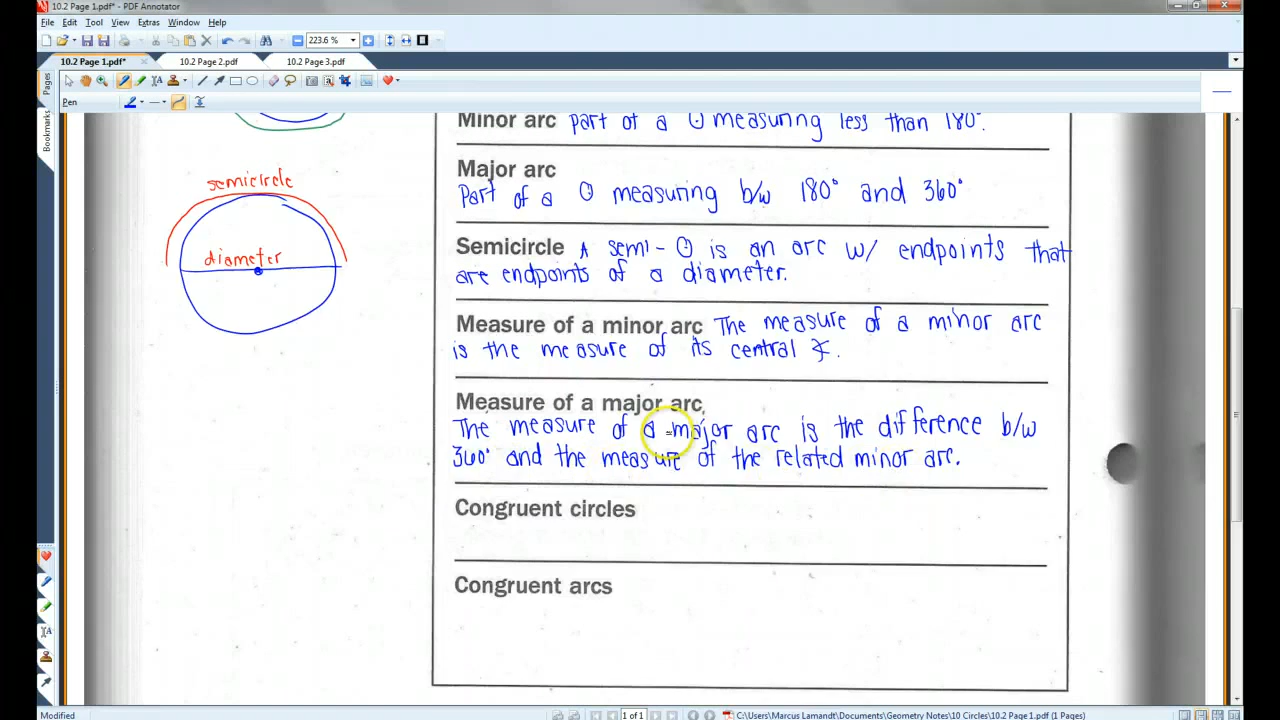 10.2 Page 1.pdf* - PDF Annotator
File Edit Tool View Extras Window Help
223.6 %
10.2 Page 1.pdf* 10.2 Page 2.pdf 10.2 Page 3.pdf
Pages
Bookmarks
Pen
Minor arc part of a ⊙ measuring less than 180°.
Major arc
Part of a ⊙ measuring b/w 180° and 360°
semicircle
diameter
Semicircle A semi-⊙ is an arc w/ endpoints that
are endpoints of a diameter.
Measure of a minor arc The measure of a minor arc
is the measure of its central ∡.
Measure of a major arc
The measure of a major arc is the difference b/w
360° and the measure of the related minor arc.
Congruent circles
Congruent arcs
Modified
1 of 1
C:\Users\Marcus Lamandt\Documents\Geometry Notes\10 Circles\10.2 Page 1.pdf (1 Pages)